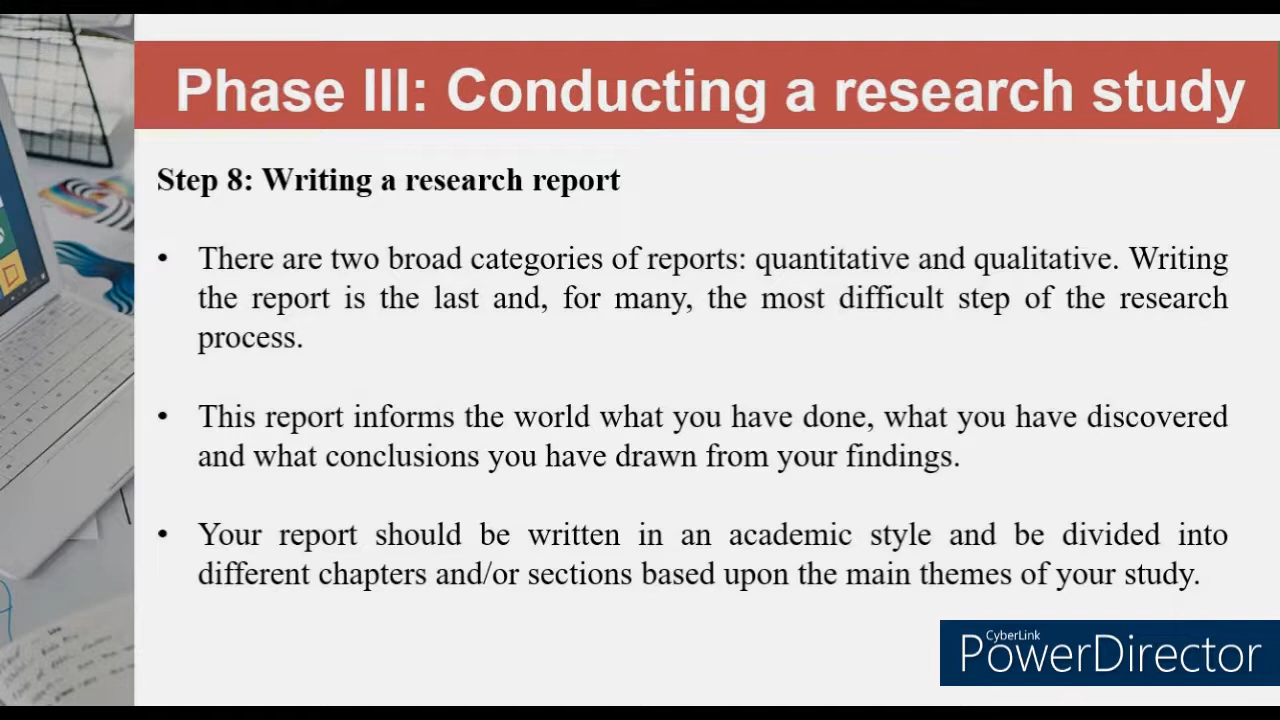 Phase III: Conducting a research study
Step 8: Writing a research report
• There are two broad categories of reports: quantitative and qualitative. Writing
the report is the last and, for many, the most difficult step of the research
process.
• This report informs the world what you have done, what you have discovered
and what conclusions you have drawn from your findings.
• Your report should be written in an academic style and be divided into
different chapters and/or sections based upon the main themes of your study.
CyberLink
PowerDirector